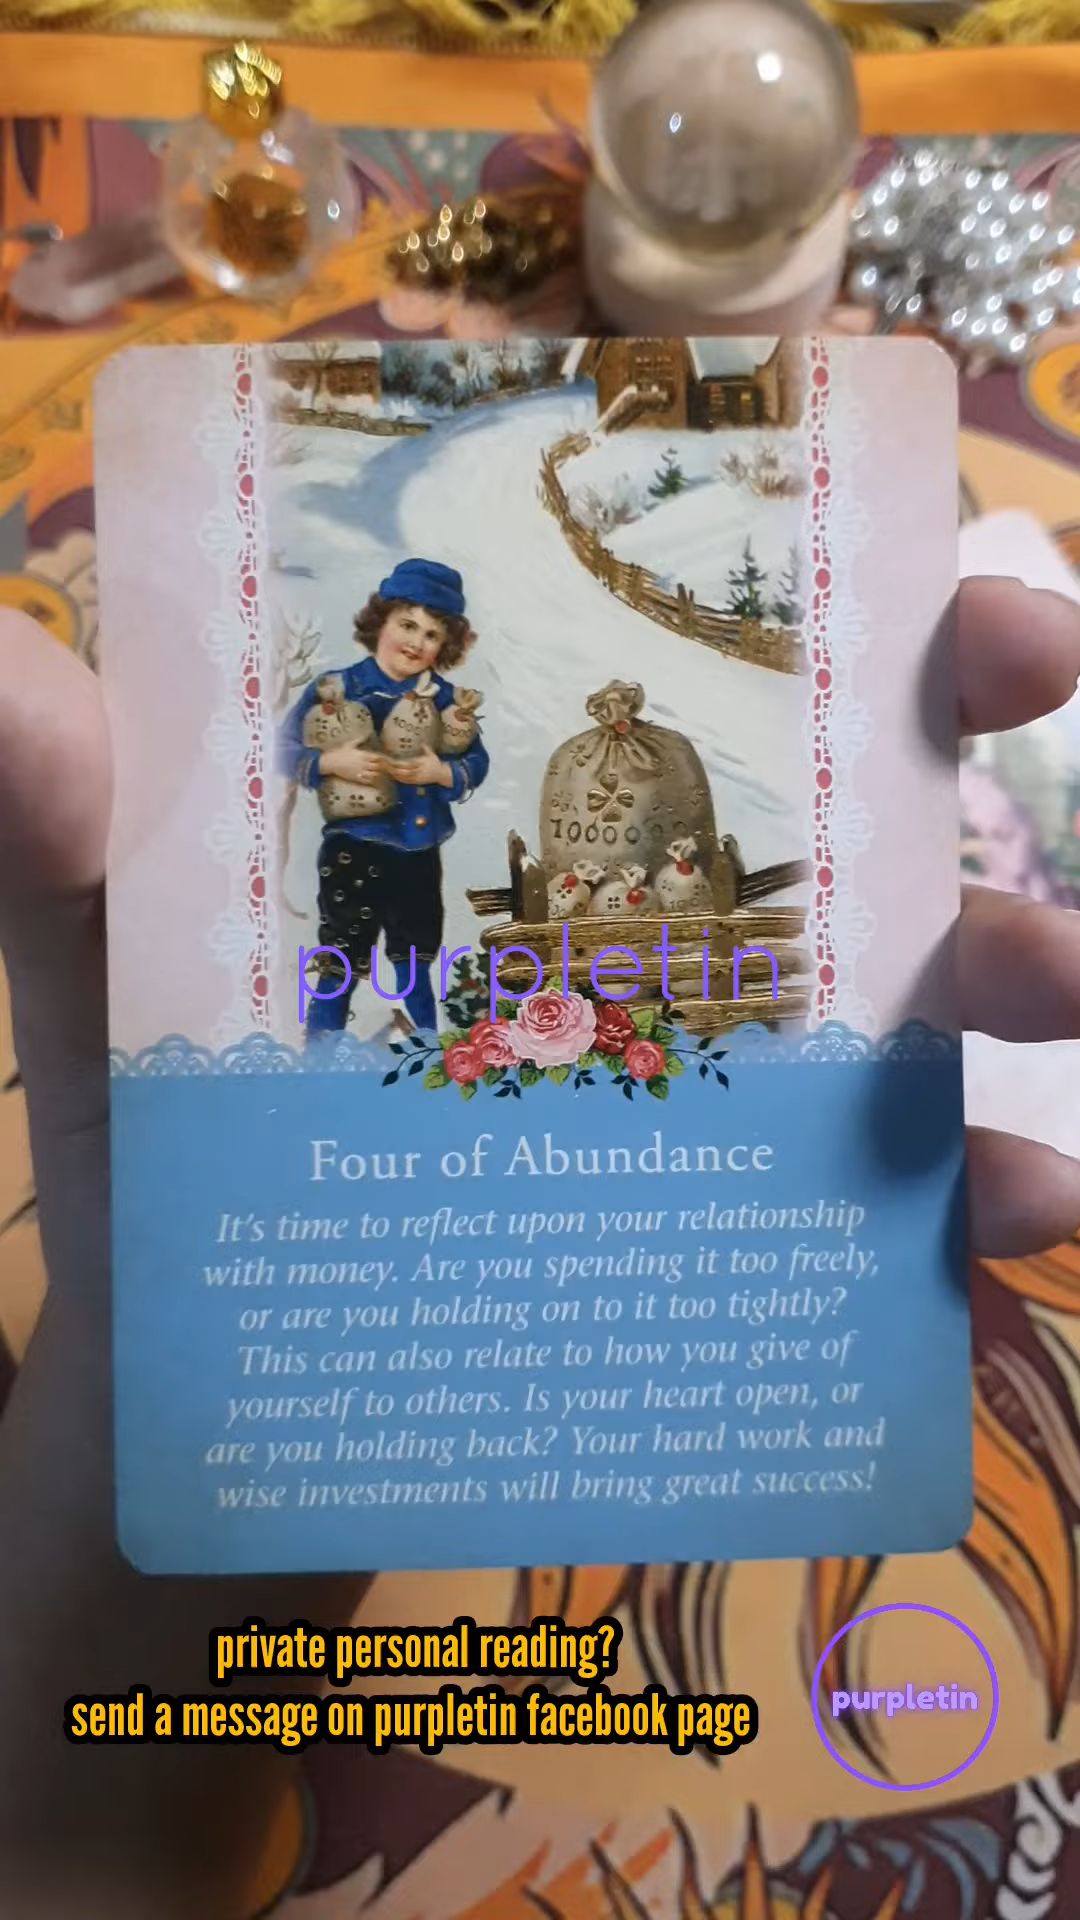 1000
10000
purpletin
Four of Abundance
It's time to reflect upon your relationship
with money. Are you spending it too freely,
or are you holding on to it too tightly?
This can also relate to how you give of
yourself to others. Is your heart open, or
are you holding back? Your hard work and
wise investments will bring great success!
private personal reading?
send a message on purpletin facebook page
purpletin